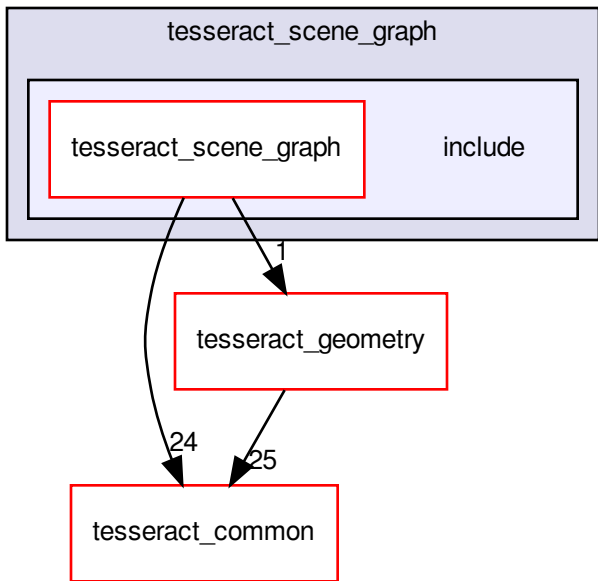 tesseract_scene_graph
tesseract_scene_graph
include
1
tesseract_geometry
24
25
tesseract_common